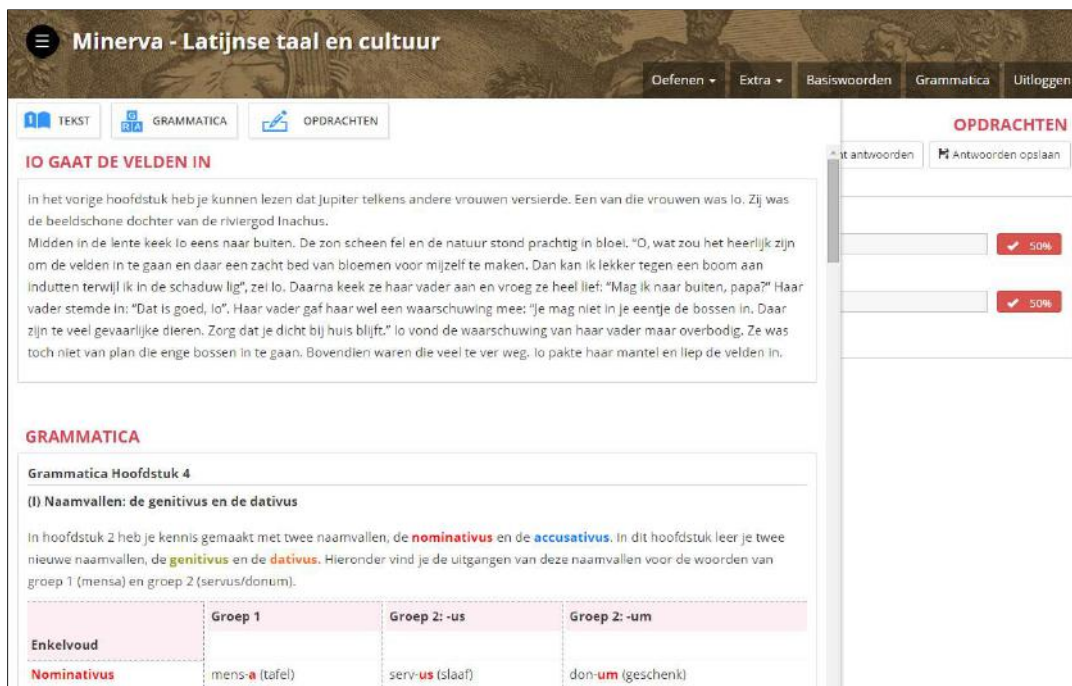 Minerva - Latijnse taal en cultuur
Oefenen Extra Basiswoorden Grammatica Uitloggen
TEKST GRAMMATICA OPDRACHTEN
OPDRACHTEN
nt antwoorden Antwoorden opslaan
IO GAAT DE VELDEN IN
In het vorige hoofdstuk heb je kunnen lezen dat Jupiter telkens andere vrouwen versierde. Een van die vrouwen was Io. Zij was
de beeldschone dochter van de riviergod Inachus.
Midden in de lente keek Io eens naar buiten. De zon scheen fel en de natuur stond prachtig in bloei. "O, wat zou het heerlijk zijn
om de velden in te gaan en daar een zacht bed van bloemen voor mijzelf te maken. Dan kan ik lekker tegen een boom aan
indutten terwijl ik in de schaduw lig", zei Io. Daarna keek ze haar vader aan en vroeg ze heel lief: "Mag ik naar buiten, papa?" Haar
vader stemde in: "Dat is goed, Io". Haar vader gaf haar wel een waarschuwing mee: "Je mag niet in je eentje de bossen in. Daar
zijn te veel gevaarlijke dieren. Zorg dat je dicht bij huis blijft." Io vond de waarschuwing van haar vader maar overbodig. Ze was
toch niet van plan die enge bossen in te gaan. Bovendien waren die veel te ver weg. Io pakte haar mantel en liep de velden in.
50%
50%
GRAMMATICA
Grammatica Hoofdstuk 4
(I) Naamvallen: de genitivus en de dativus
In hoofdstuk 2 heb je kennis gemaakt met twee naamvallen, de nominativus en de accusativus. In dit hoofdstuk leer je twee
nieuwe naamvallen, de genitivus en de dativus. Hieronder vind je de uitgangen van deze naamvallen voor de woorden van
groep 1 (mensa) en groep 2 (servus/donum).
Groep 1 Groep 2: -us Groep 2: -um
Enkelvoud
Nominativus mens-a (tafel) serv-us (slaaf) don-um (geschenk)